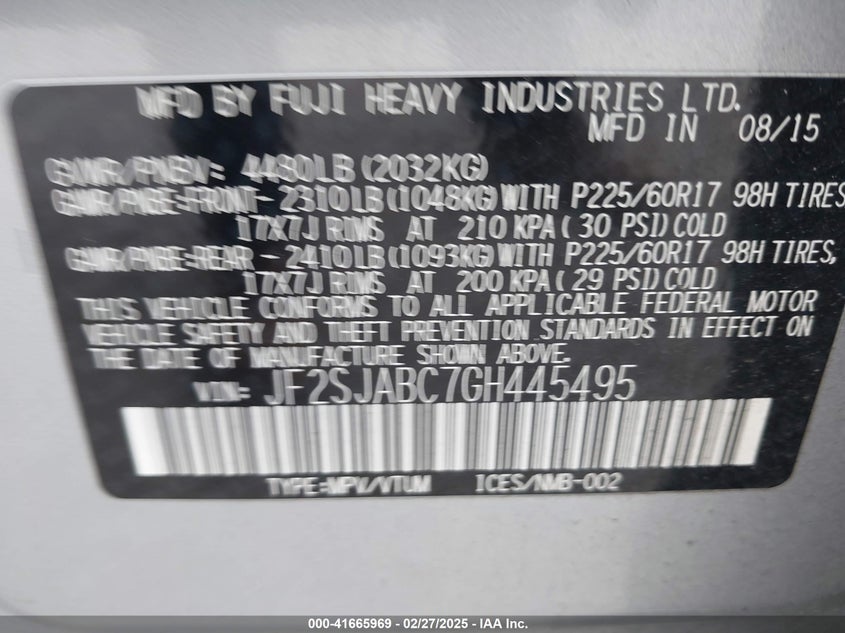 MFD BY FUJI HEAVY INDUSTRIES LTD.
MFD IN 08/15
GVWR/PNBV: 4480LB(2032KG)
GAWR/PNBE-FRONT- 2310LB(1048KG)WITH P225/60R17 98H TIRES,
17X7J RIMS AT 210 KPA( 30 PSI)COLD
GAWR/PNBE-REAR - 2410LB(1093KG)WITH P225/60R17 98H TIRES,
17X7J RIMS AT 200 KPA( 29 PSI)COLD
THIS VEHICLE CONFORMS TO ALL APPLICABLE FEDERAL MOTOR
VEHICLE SAFETY AND THEFT PREVENTION STANDARDS IN EFFECT ON
THE DATE OF MANUFACTURE SHOWN ABOVE.
VIN: JF2SJABC7GH445495
TYPE:MPV/VTUM ICES/NMB-002
000-41665969 - 02/27/2025 - IAA Inc.